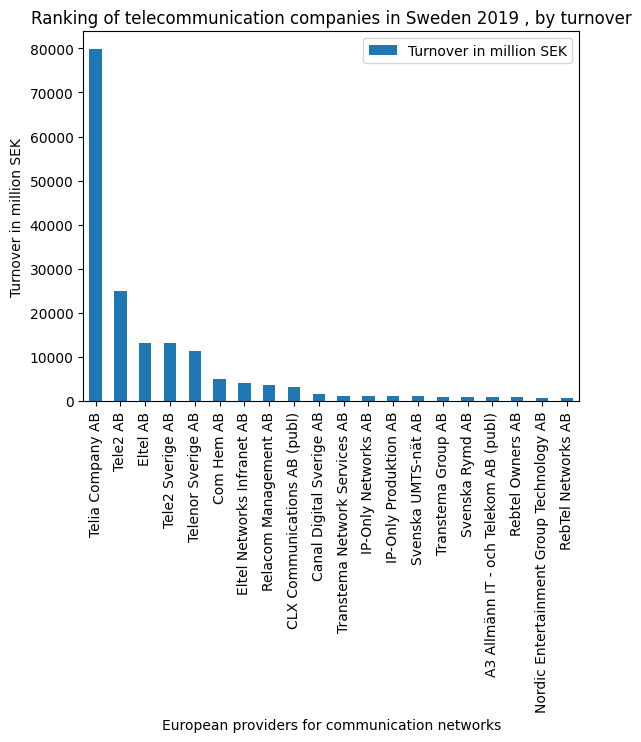 Ranking of telecommunication companies in Sweden 2019 , by turnover
Turnover in million SEK
Turnover in million SEK
80000
70000
60000
50000
40000
30000
20000
10000
0
Telia Company AB
Tele2 AB
Eltel AB
Tele2 Sverige AB
Telenor Sverige AB
Com Hem AB
Eltel Networks Infranet AB
Relacom Management AB
CLX Communications AB (publ)
Canal Digital Sverige AB
Transtema Network Services AB
IP-Only Networks AB
IP-Only Produktion AB
Svenska UMTS-nät AB
Transtema Group AB
Svenska Rymd AB
A3 Allmänn IT - och Telekom AB (publ)
Rebtel Owners AB
Nordic Entertainment Group Technology AB
RebTel Networks AB
European providers for communication networks